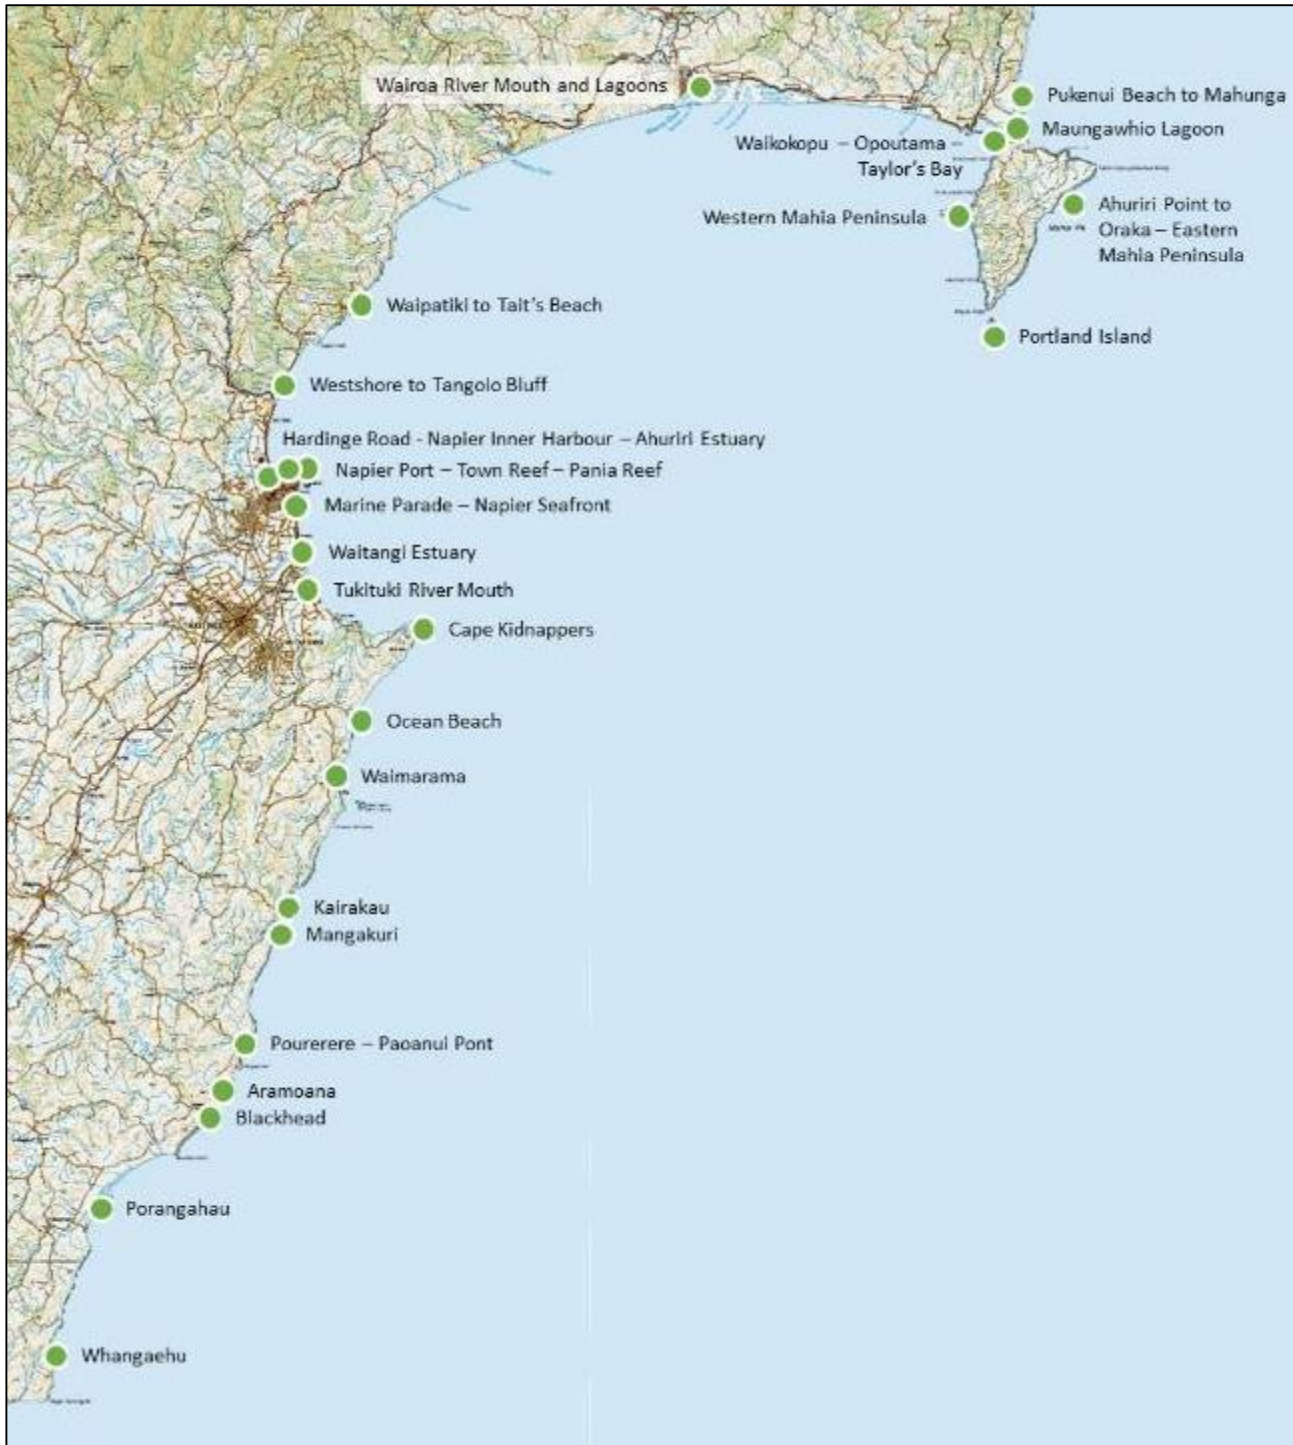 Wairoa River Mouth and Lagoons
Pukenui Beach to Mahunga
Maungawhio Lagoon
Waikokopu – Opoutama
Taylor's Bay
Western Mahia Peninsula
Ahuriri Point to
Oraka – Eastern
Mahia Peninsula
Waipatiki to Tait's Beach
Portland Island
Westshore to Tangoio Bluff
Hardinge Road - Napier Inner Harbour – Ahuriri Estuary
Napier Port – Town Reef – Pania Reef
Marine Parade – Napier Seafront
Waitangi Estuary
Tukituki River Mouth
Cape Kidnappers
Ocean Beach
Waimarama
Kairakau
Mangakuri
Pourerere – Paoanui Pont
Aramoana
Blackhead
Porangahau
Whangaehu